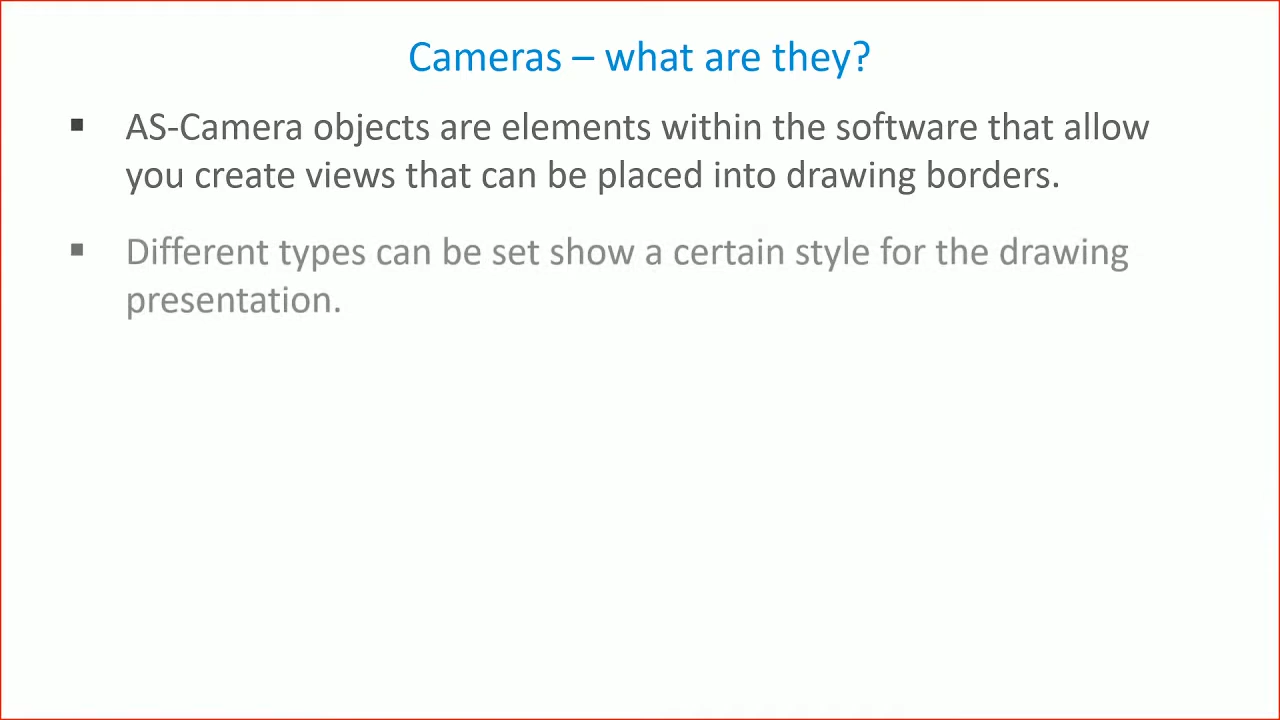 Cameras – what are they?
▪ AS-Camera objects are elements within the software that allow
you create views that can be placed into drawing borders.
▪ Different types can be set show a certain style for the drawing
presentation.